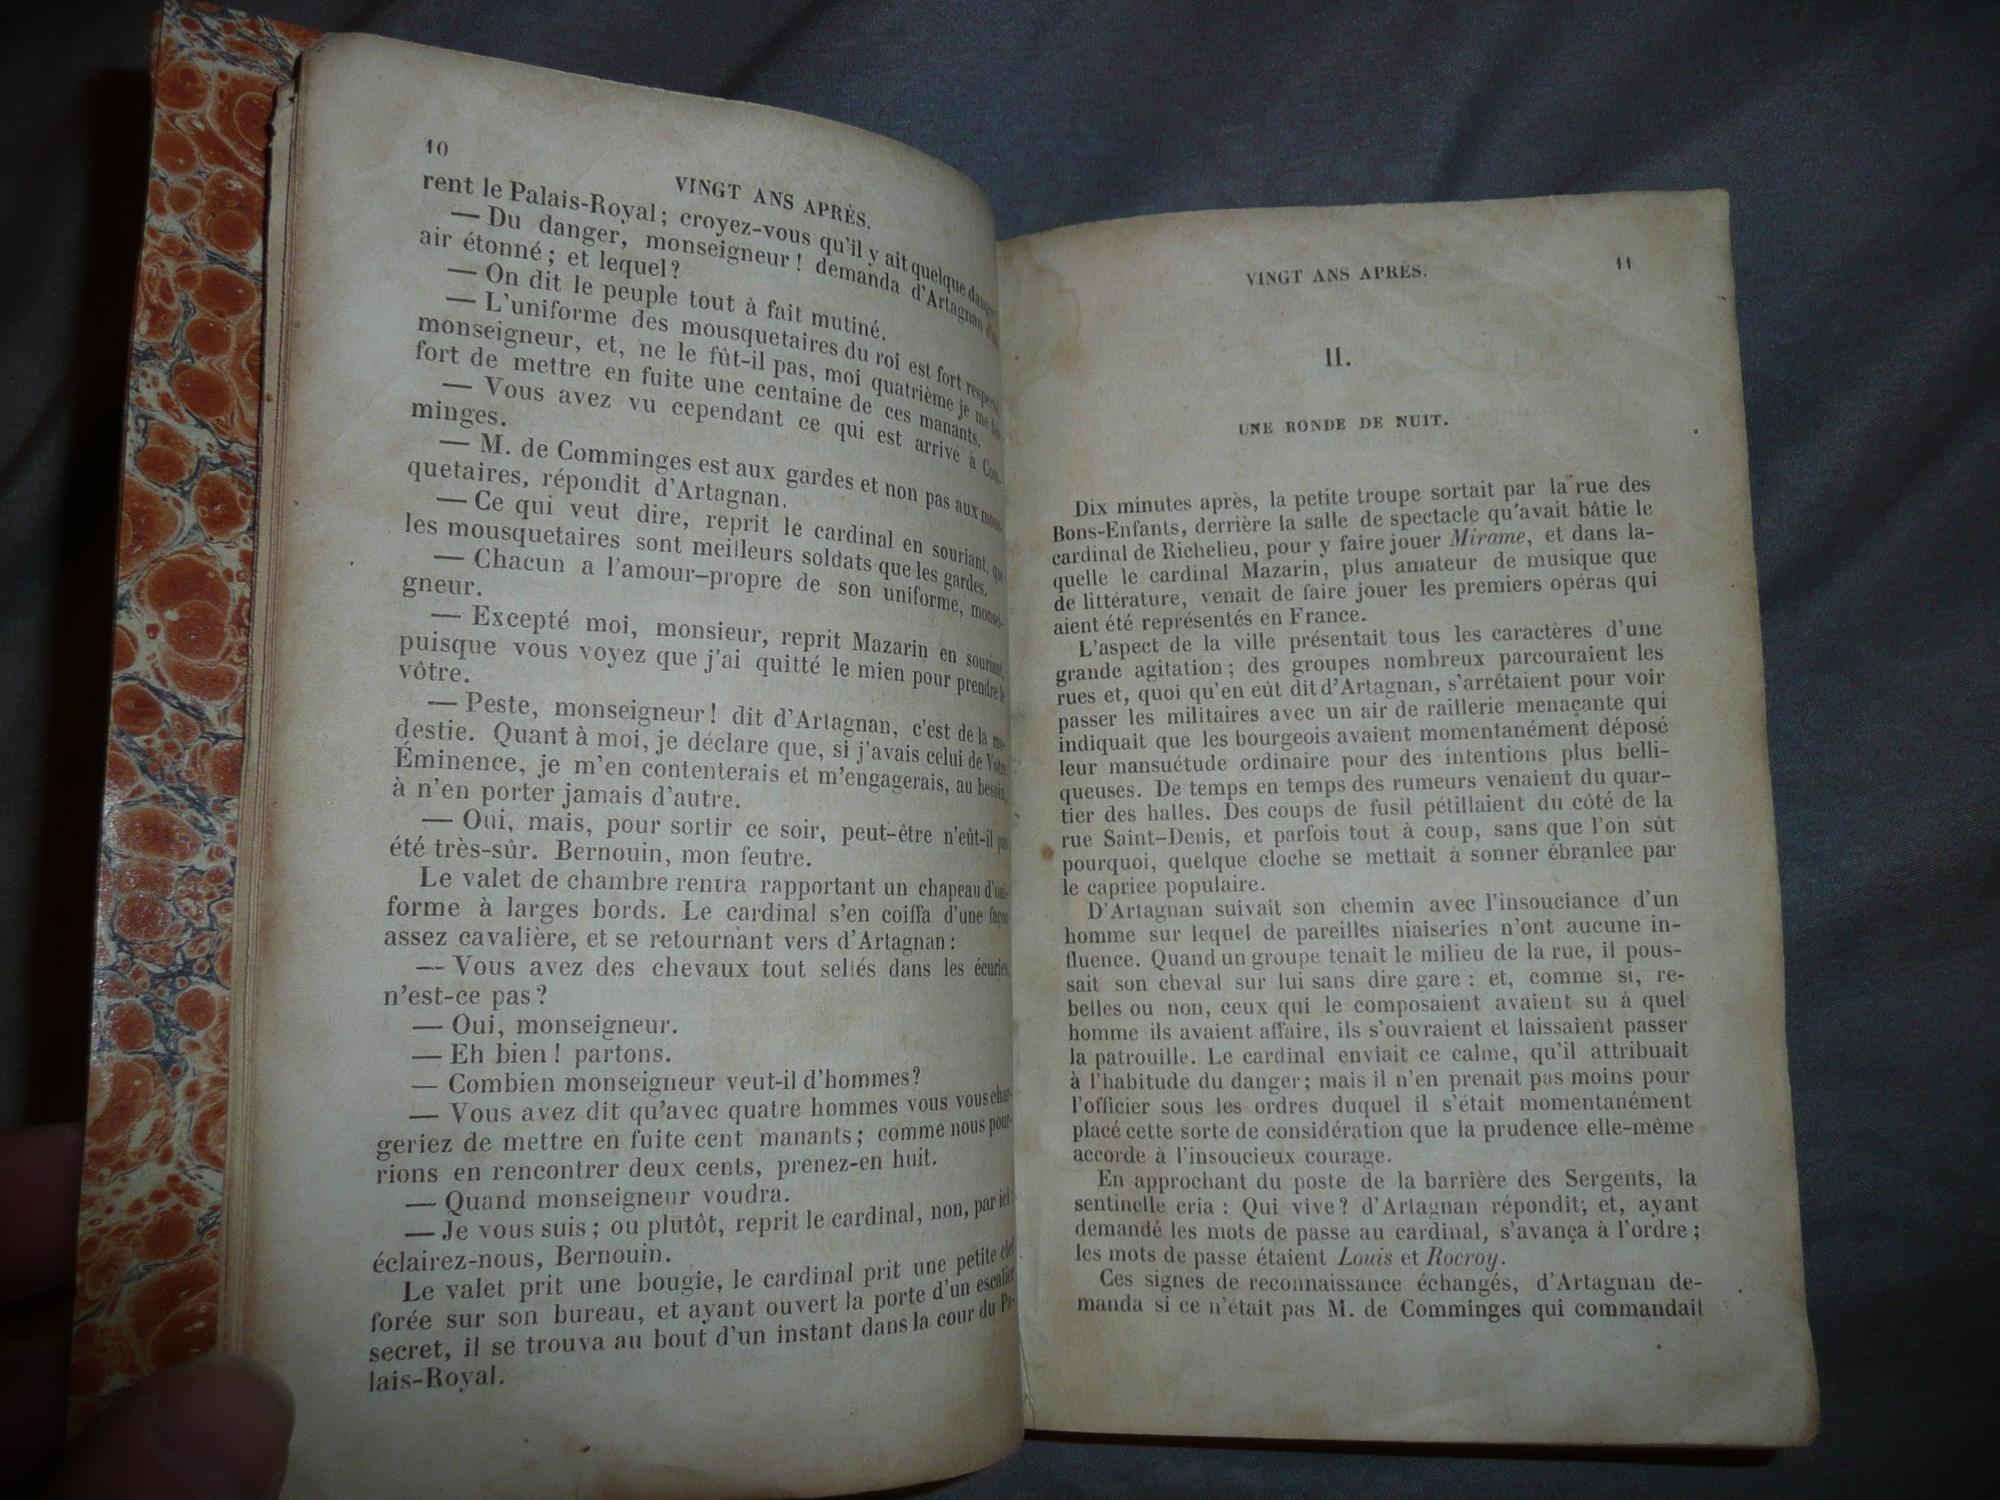 10
VINGT ANS APRÈS.
rent le Palais-Royal; croyez-vous qu'il y ait quelque danger
— Du danger, monseigneur! demanda d'Artagnan d'un
air étonné; et lequel?
— On dit le peuple tout à fait mutiné.
— L'uniforme des mousquetaires du roi est fort respecté,
monseigneur, et, ne le fût-il pas, moi quatrième je me fais
fort de mettre en fuite une centaine de ces manants.
— Vous avez vu cependant ce qui est arrivé à Com-
minges.
— M. de Comminges est aux gardes et non pas aux mous-
quetaires, répondit d'Artagnan.
— Ce qui veut dire, reprit le cardinal en souriant, que
les mousquetaires sont meilleurs soldats que les gardes.
— Chacun a l'amour-propre de son uniforme, monsei-
gneur.
— Excepté moi, monsieur, reprit Mazarin en souriant,
puisque vous voyez que j'ai quitté le mien pour prendre le
vôtre.
— Peste, monseigneur! dit d'Artagnan, c'est de la mo-
destie. Quant à moi, je déclare que, si j'avais celui de Votre
Éminence, je m'en contenterais et m'engagerais, au besoin,
à n'en porter jamais d'autre.
— Oui, mais, pour sortir ce soir, peut-être n'eût-il pas
été très-sûr. Bernouin, mon feutre.
Le valet de chambre rentra rapportant un chapeau d'uni-
forme à larges bords. Le cardinal s'en coiffa d'une façon
assez cavalière, et se retournant vers d'Artagnan:
— Vous avez des chevaux tout sellés dans les écuries,
n'est-ce pas?
— Oui, monseigneur.
— Eh bien! partons.
— Combien monseigneur veut-il d'hommes?
— Vous avez dit qu'avec quatre hommes vous vous char-
geriez de mettre en fuite cent manants; comme nous pour-
rions en rencontrer deux cents, prenez-en huit.
— Quand monseigneur voudra.
— Je vous suis; ou plutôt, reprit le cardinal, non, par ici
éclairez-nous, Bernouin.
Le valet prit une bougie, le cardinal prit une petite clef
forée sur son bureau, et ayant ouvert la porte d'un escalier
secret, il se trouva au bout d'un instant dans la cour du Pa-
lais-Royal.
VINGT ANS APRÈS.
11
II.
UNE RONDE DE NUIT.
Dix minutes après, la petite troupe sortait par la rue des
Bons-Enfants, derrière la salle de spectacle qu'avait bâtie le
cardinal de Richelieu, pour y faire jouer Mirame, et dans la-
quelle le cardinal Mazarin, plus amateur de musique que
de littérature, venait de faire jouer les premiers opéras qui
aient été représentés en France.
L'aspect de la ville présentait tous les caractères d'une
grande agitation; des groupes nombreux parcouraient les
rues et, quoi qu'en eût dit d'Artagnan, s'arrêtaient pour voir
passer les militaires avec un air de raillerie menaçante qui
indiquait que les bourgeois avaient momentanément déposé
leur mansuétude ordinaire pour des intentions plus belli-
queuses. De temps en temps des rumeurs venaient du quar-
tier des halles. Des coups de fusil pétillaient du côté de la
rue Saint-Denis, et parfois tout à coup, sans que l'on sût
pourquoi, quelque cloche se mettait à sonner ébranlée par
le caprice populaire.
D'Artagnan suivait son chemin avec l'insouciance d'un
homme sur lequel de pareilles niaiseries n'ont aucune in-
fluence. Quand un groupe tenait le milieu de la rue, il pous-
sait son cheval sur lui sans dire gare: et, comme si, re-
belles ou non, ceux qui le composaient avaient su à quel
homme ils avaient affaire, ils s'ouvraient et laissaient passer
la patrouille. Le cardinal enviait ce calme, qu'il attribuait
à l'habitude du danger; mais il n'en prenait pas moins pour
l'officier sous les ordres duquel il s'était momentanément
placé cette sorte de considération que la prudence elle-même
accorde à l'insoucieux courage.
En approchant du poste de la barrière des Sergents, la
sentinelle cria: Qui vive? d'Artagnan répondit; et, ayant
demandé les mots de passe au cardinal, s'avança à l'ordre;
les mots de passe étaient Louis et Rocroy.
Ces signes de reconnaissance échangés, d'Artagnan de-
manda si ce n'était pas M. de Comminges qui commandait